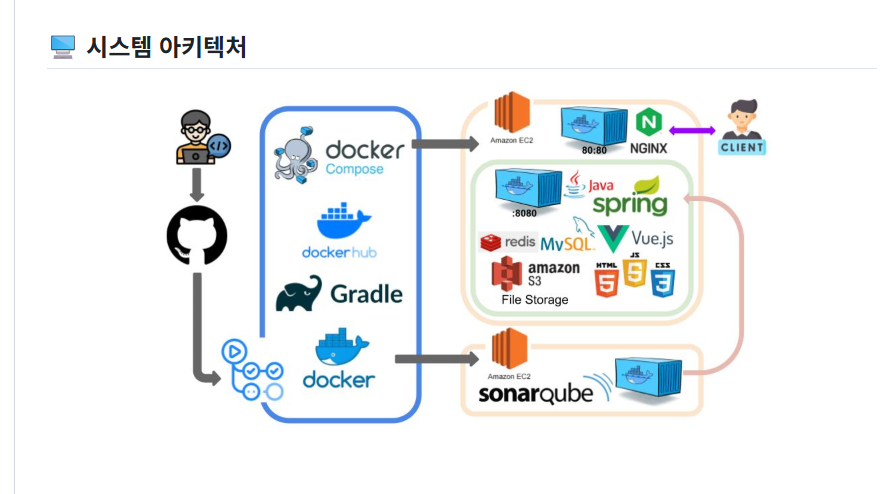 시스템 아키텍처
docker
Compose
dockerhub
Gradle
docker
Amazon EC2
80:80
NGINX
CLIENT
:8080
Java
spring
redis
MySQL
Vue.js
amazon
S3
File Storage
HTML
5
JS
5
CSS
3
Amazon EC2
sonarqube